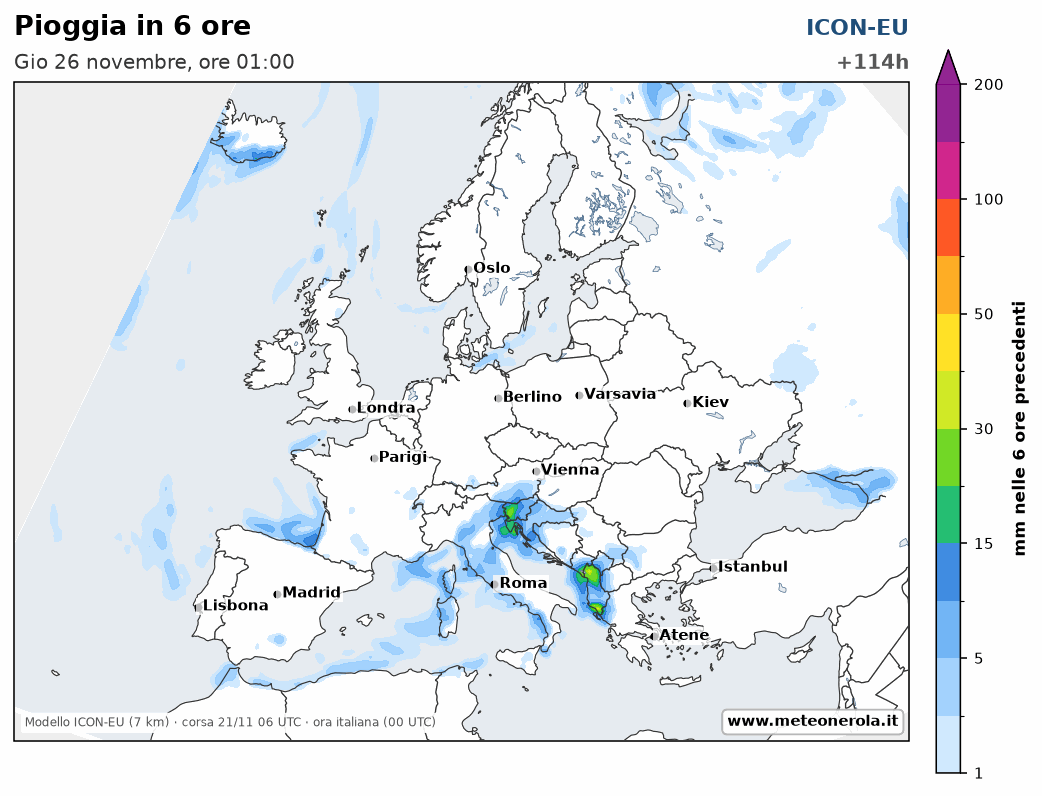 Pioggia in 6 ore
ICON-EU
Gio 26 novembre, ore 01:00
+114h
Oslo
Berlino
Varsavia
Kiev
Londra
Parigi
Vienna
Istanbul
Roma
Madrid
Lisbona
Atene
Modello ICON-EU (7 km) · corsa 21/11 06 UTC · ora italiana (00 UTC)
www.meteonerola.it
200
100
50
30
15
5
1
mm nelle 6 ore precedenti